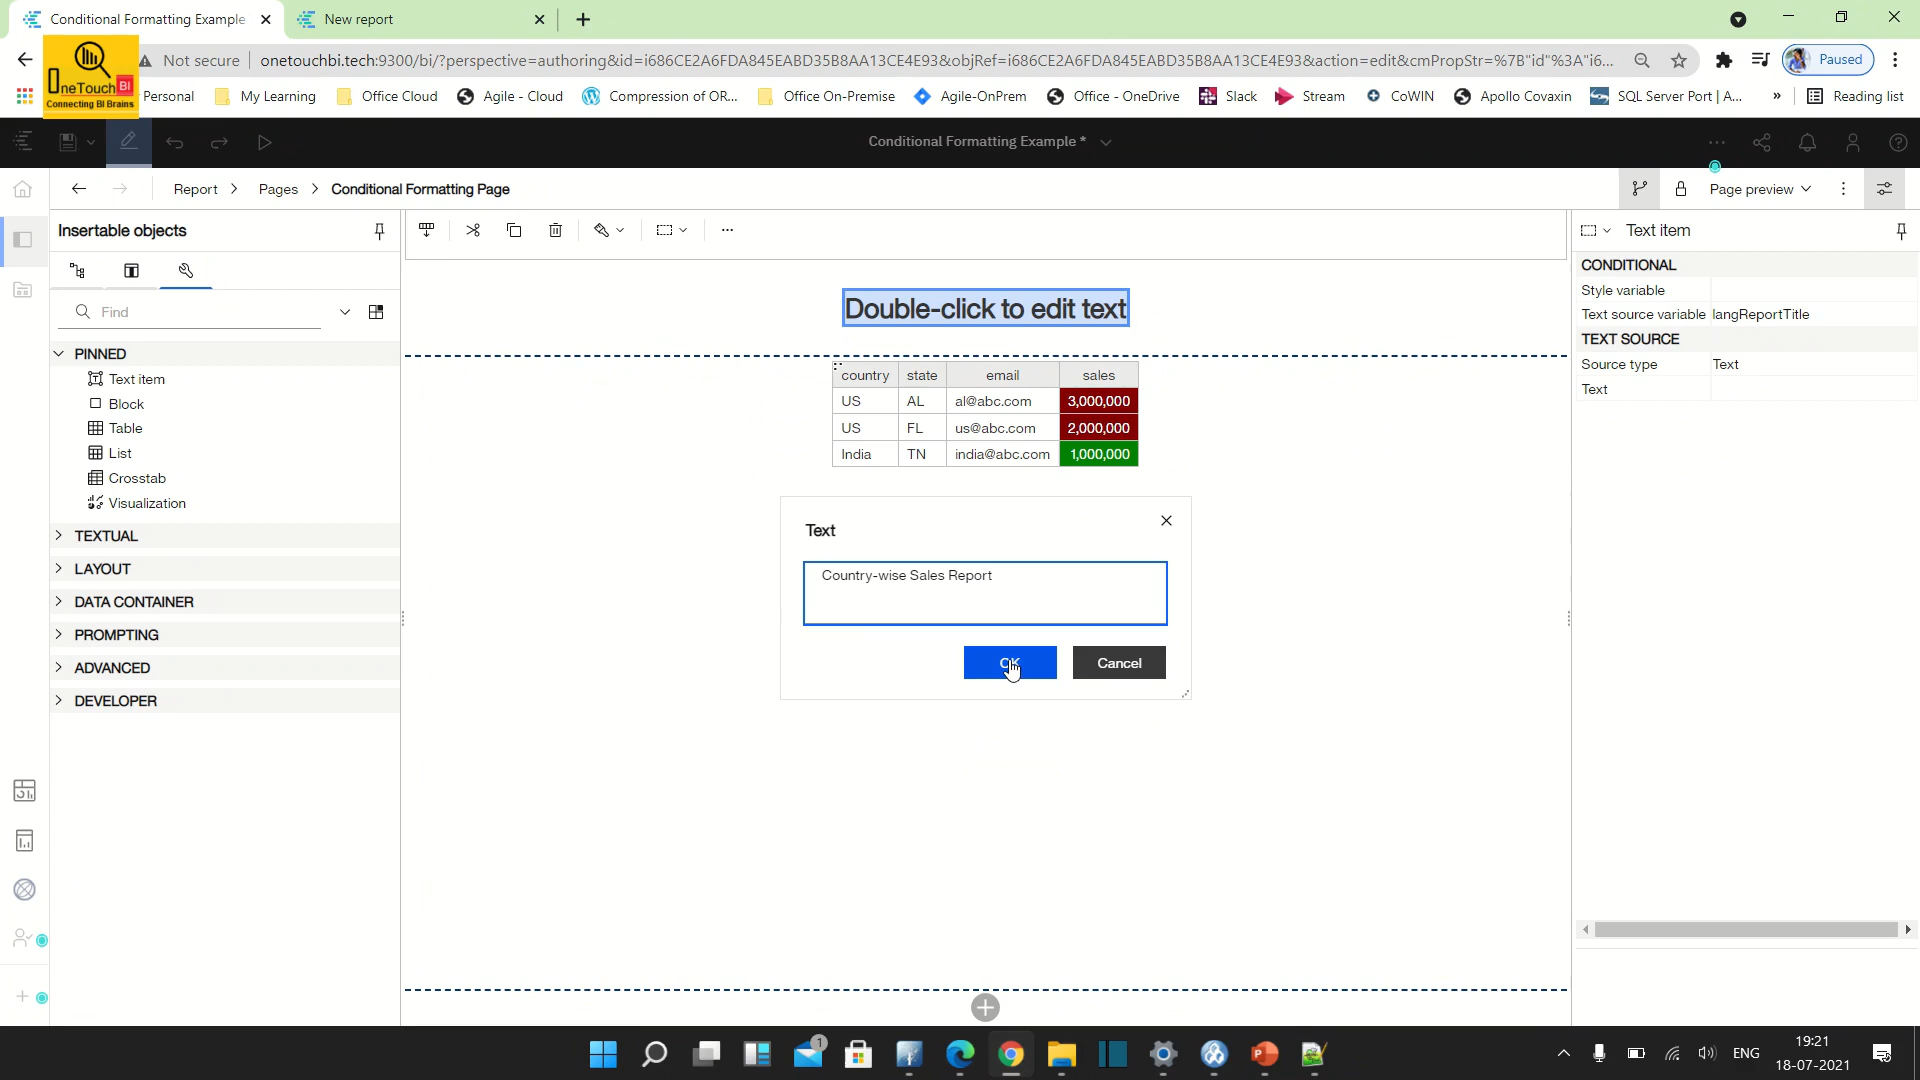 Conditional Formatting Example
New report
OneTouch BI
Connecting BI Brains
Not secure
onetouchbi.tech:9300/bi/?perspective=authoring&id=i686CE2A6FDA845EABD35B8AA13CE4E93&objRef=i686CE2A6FDA845EABD35B8AA13CE4E93&action=edit&cmPropStr=%7B"id"%3A"i6...
Paused
Personal
My Learning
Office Cloud
Agile - Cloud
Compression of OR...
Office On-Premise
Agile-OnPrem
Office - OneDrive
Slack
Stream
CoWIN
Apollo Covaxin
SQL Server Port | A...
»
Reading list
Conditional Formatting Example *
Report
Pages
Conditional Formatting Page
Page preview
Insertable objects
Find
PINNED
Text item
Block
Table
List
Crosstab
Visualization
TEXTUAL
LAYOUT
DATA CONTAINER
PROMPTING
ADVANCED
DEVELOPER
Double-click to edit text
country state email sales
US AL al@abc.com 3,000,000
US FL us@abc.com 2,000,000
India TN india@abc.com 1,000,000
Text
Country-wise Sales Report
OK
Cancel
Text item
CONDITIONAL
Style variable
Text source variable langReportTitle
TEXT SOURCE
Source type Text
Text
1
ENG
19:21
18-07-2021